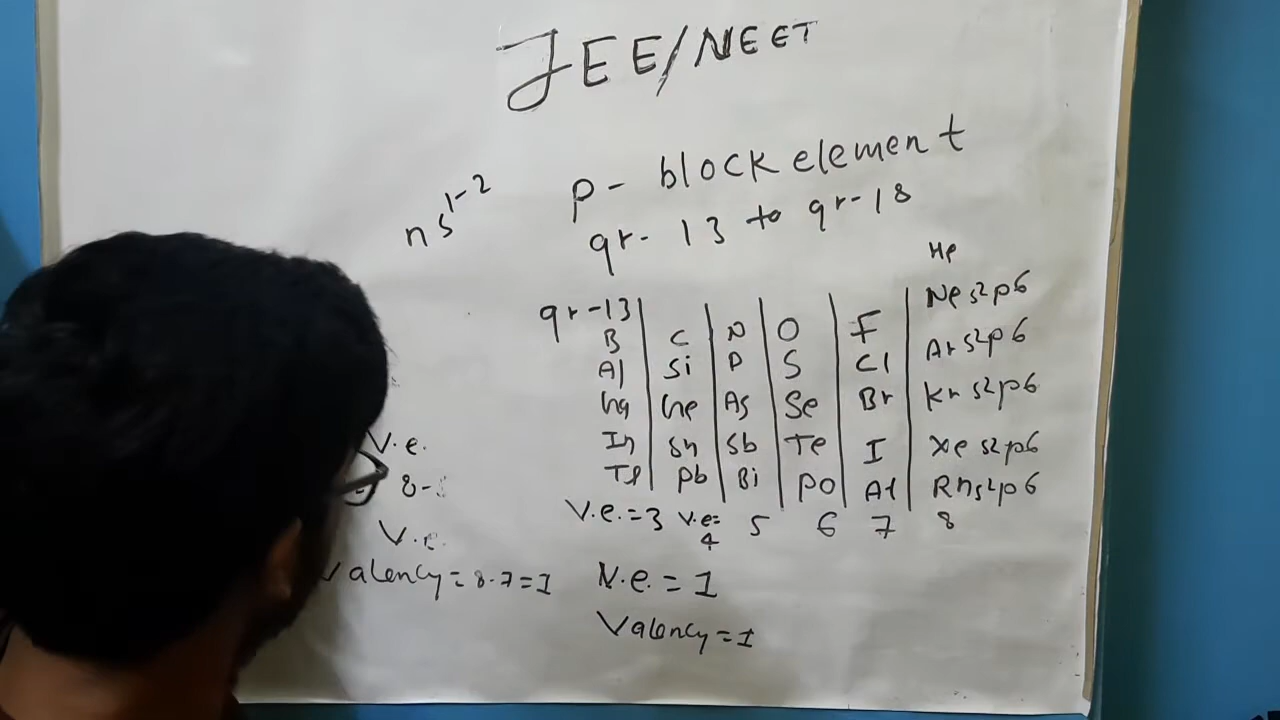 JEE/NEET
ns1-2
p- block element
gr- 13 to gr-18
He
gr-13
Ne s2p6
B C N O F
Ar s2p6
Al Si P S Cl
Ga Ge As Se Br Kr s2p6
In Sn Sb Te I Xe s2p6
Tl Pb Bi Po At Rn s2p6
V.e.=3 V.e=4 5 6 7 8
V.e.
8-
V.e.
Valency=8-7=1
V.e.=1
Valency=1